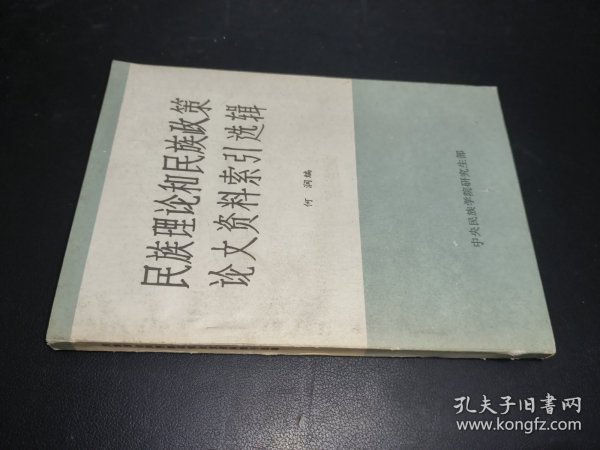 民族理论和民族政策
论文资料索引选辑
何润编
中央民族学院研究生部
孔夫子旧书网
www.kongfz.com